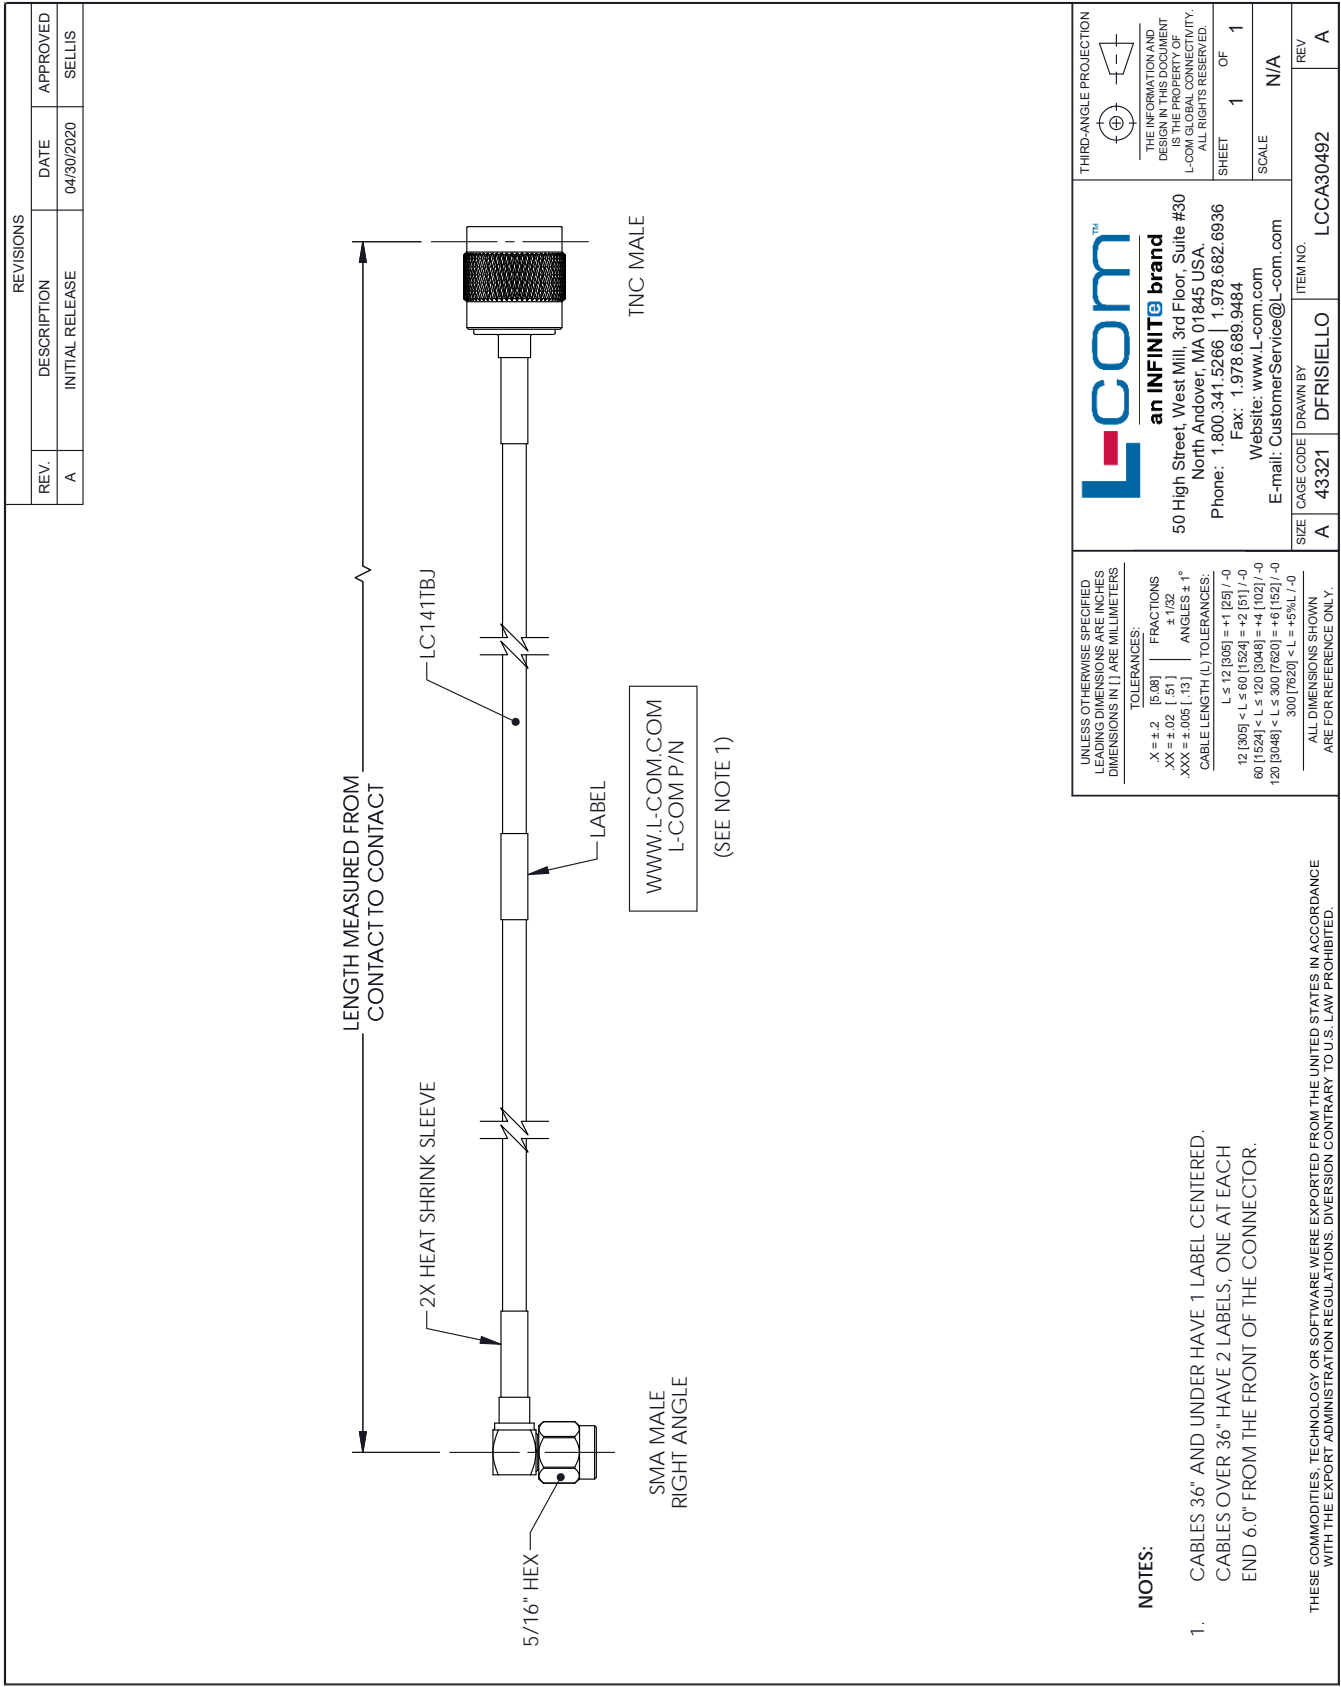 REVISIONS
REV. DESCRIPTION DATE APPROVED
A INITIAL RELEASE 04/30/2020 SELLIS
LENGTH MEASURED FROM
CONTACT TO CONTACT
2X HEAT SHRINK SLEEVE
LC141TBJ
5/16" HEX
LABEL
SMA MALE
RIGHT ANGLE
TNC MALE
WWW.L-COM.COM
L-COM P/N
(SEE NOTE 1)
NOTES:
1. CABLES 36" AND UNDER HAVE 1 LABEL CENTERED.
CABLES OVER 36" HAVE 2 LABELS, ONE AT EACH
END 6.0" FROM THE FRONT OF THE CONNECTOR.
THESE COMMODITIES, TECHNOLOGY OR SOFTWARE WERE EXPORTED FROM THE UNITED STATES IN ACCORDANCE
WITH THE EXPORT ADMINISTRATION REGULATIONS. DIVERSION CONTRARY TO U.S. LAW PROHIBITED.
UNLESS OTHERWISE SPECIFIED
LEADING DIMENSIONS ARE INCHES
DIMENSIONS IN [ ] ARE MILLIMETERS
TOLERANCES:
.X = ±.2 [5.08] FRACTIONS
.XX = ±.02 [.51] ± 1/32
.XXX = ±.005 [.13] ANGLES ± 1°
CABLE LENGTH (L) TOLERANCES:
L ≤ 12 [305] = +1 [25] / -0
12 [305] < L ≤ 60 [1524] = +2 [51] / -0
60 [1524] < L ≤ 120 [3048] = +4 [102] / -0
120 [3048] < L ≤ 300 [7620] = +6 [152] / -0
300 [7620] < L = +5%L / -0
ALL DIMENSIONS SHOWN
ARE FOR REFERENCE ONLY.
L-com™
an INFINITe brand
50 High Street, West Mill, 3rd Floor, Suite #30
North Andover, MA 01845 USA.
Phone: 1.800.341.5266 | 1.978.682.6936
Fax: 1.978.689.9484
Website: www.L-com.com
E-mail: CustomerService@L-com.com
THIRD-ANGLE PROJECTION
THE INFORMATION AND
DESIGN IN THIS DOCUMENT
IS THE PROPERTY OF
L-COM GLOBAL CONNECTIVITY.
ALL RIGHTS RESERVED.
SHEET 1 OF 1
SCALE N/A
SIZE CAGE CODE DRAWN BY ITEM NO. REV
A 43321 DFRISIELLO LCCA30492 A